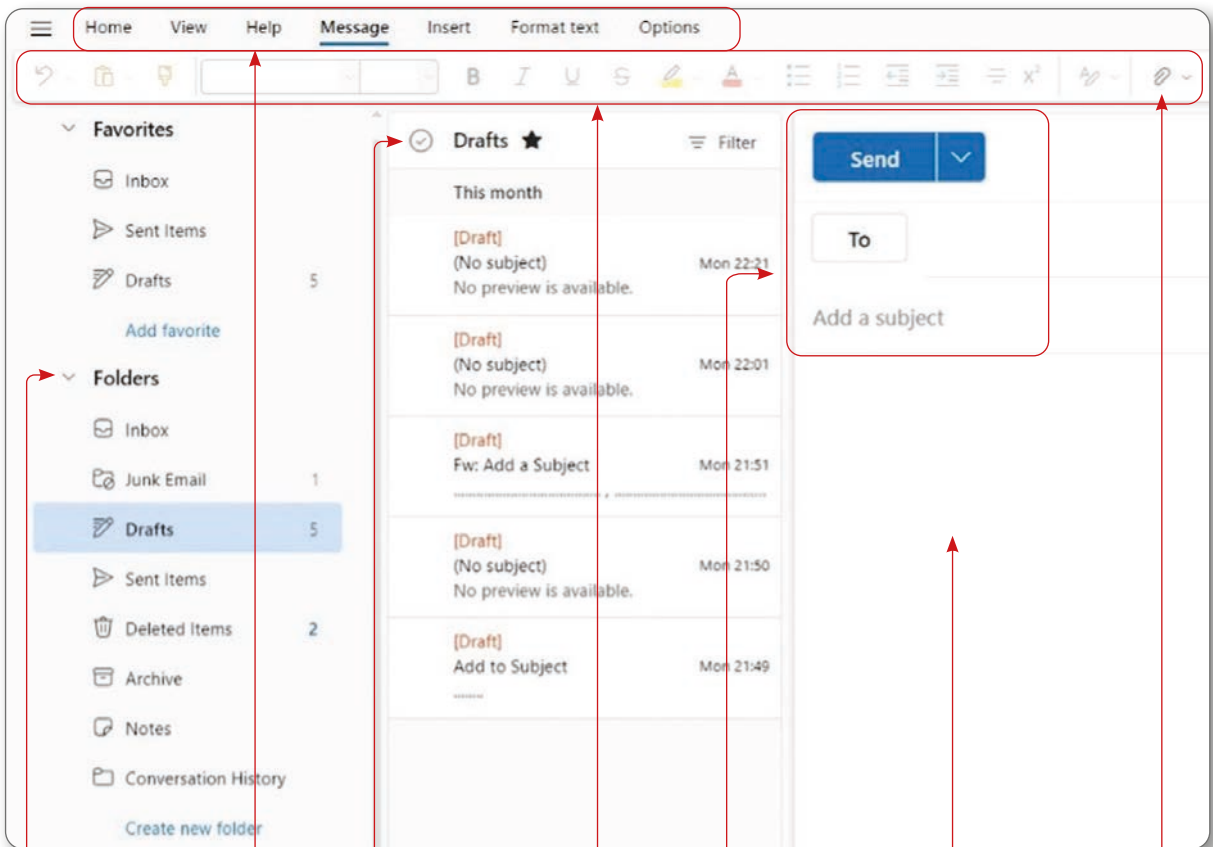 Home View Help Message Insert Format text Options
B I U S A x² A
Favorites
Inbox
Sent Items
Drafts 5
Add favorite
Folders
Inbox
Junk Email 1
Drafts 5
Sent Items
Deleted Items 2
Archive
Notes
Conversation History
Create new folder
Drafts ★ Filter
This month
[Draft]
(No subject) Mon 22:21
No preview is available.
[Draft]
(No subject) Mon 22:01
No preview is available.
[Draft]
Fw: Add a Subject Mon 21:51
[Draft]
(No subject) Mon 21:50
No preview is available.
[Draft]
Add to Subject Mon 21:49
Send
To
Add a subject